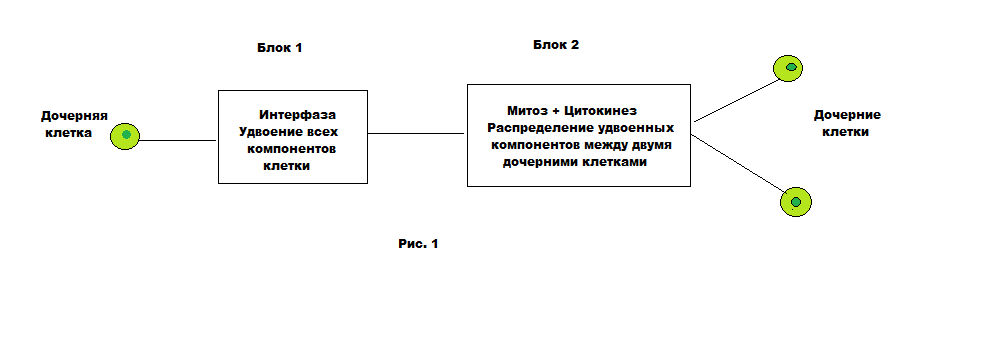 Блок 1
Блок 2
Дочерняя
клетка
Интерфаза
Удвоение всех
компонентов
клетки
Митоз + Цитокинез
Распределение удвоенных
компонентов между двумя
дочерними клетками
Дочерние
клетки
Рис. 1